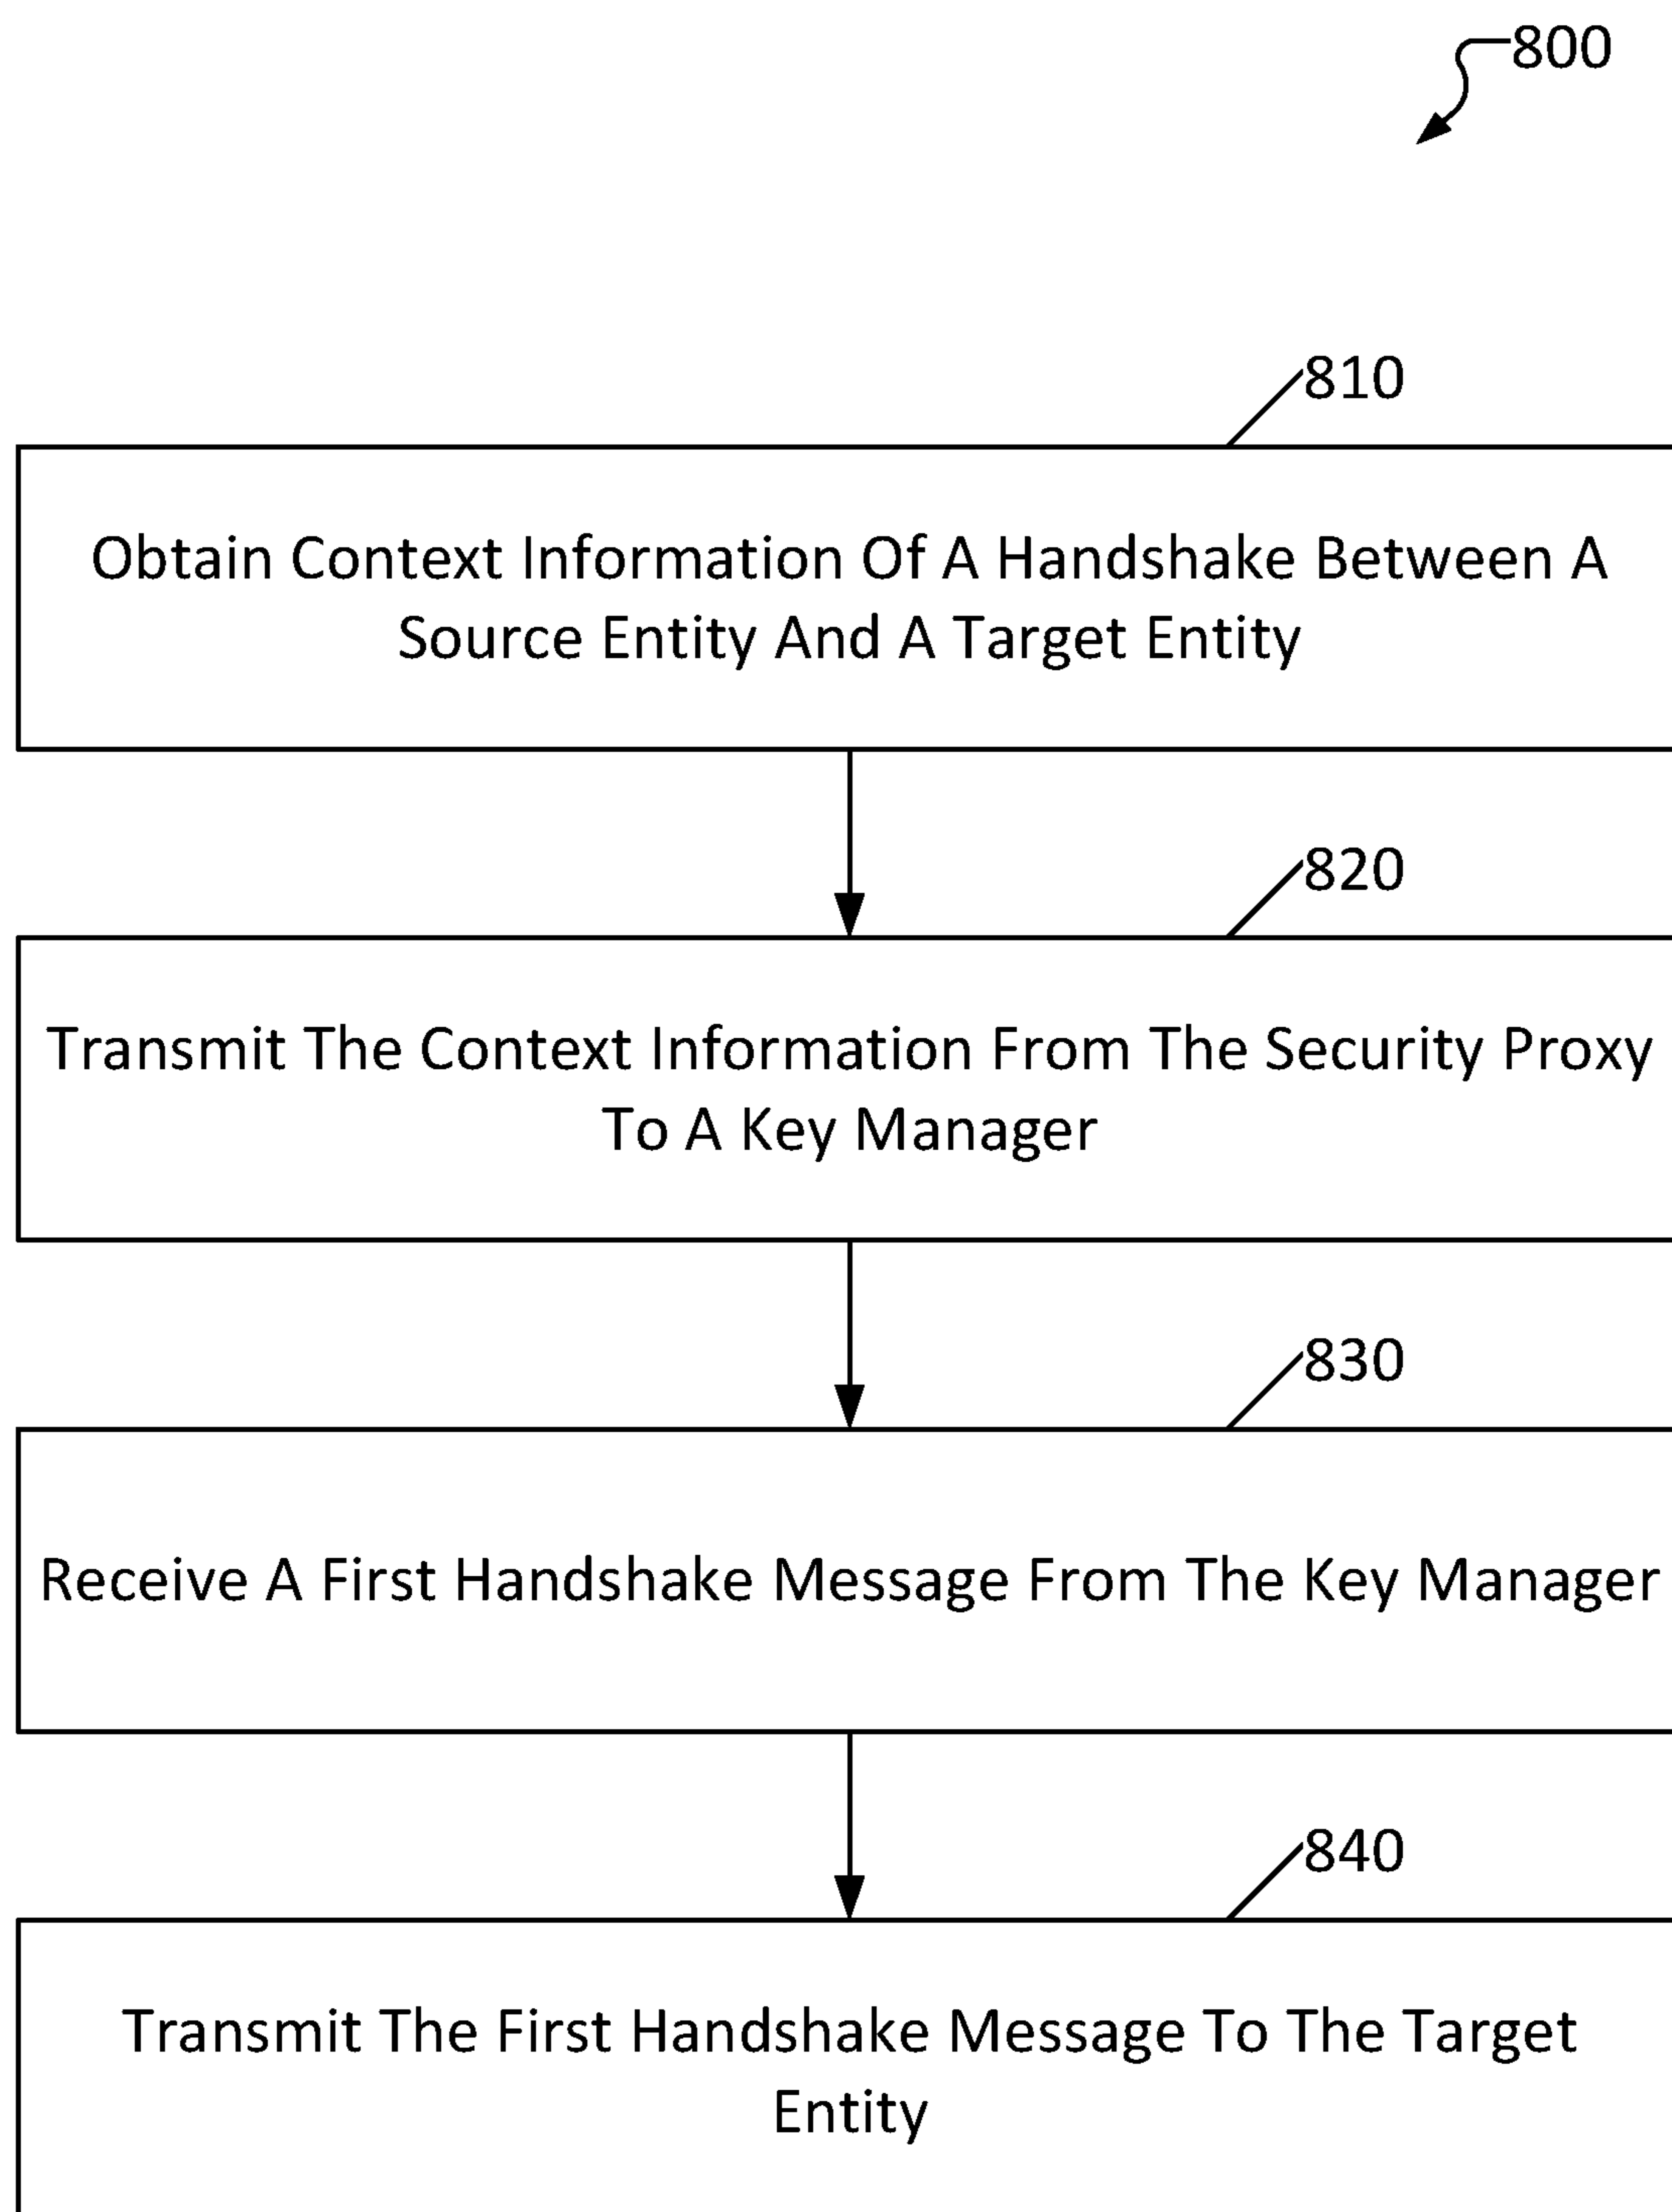 800
810
Obtain Context Information Of A Handshake Between A
Source Entity And A Target Entity
820
Transmit The Context Information From The Security Proxy
To A Key Manager
830
Receive A First Handshake Message From The Key Manager
840
Transmit The First Handshake Message To The Target
Entity